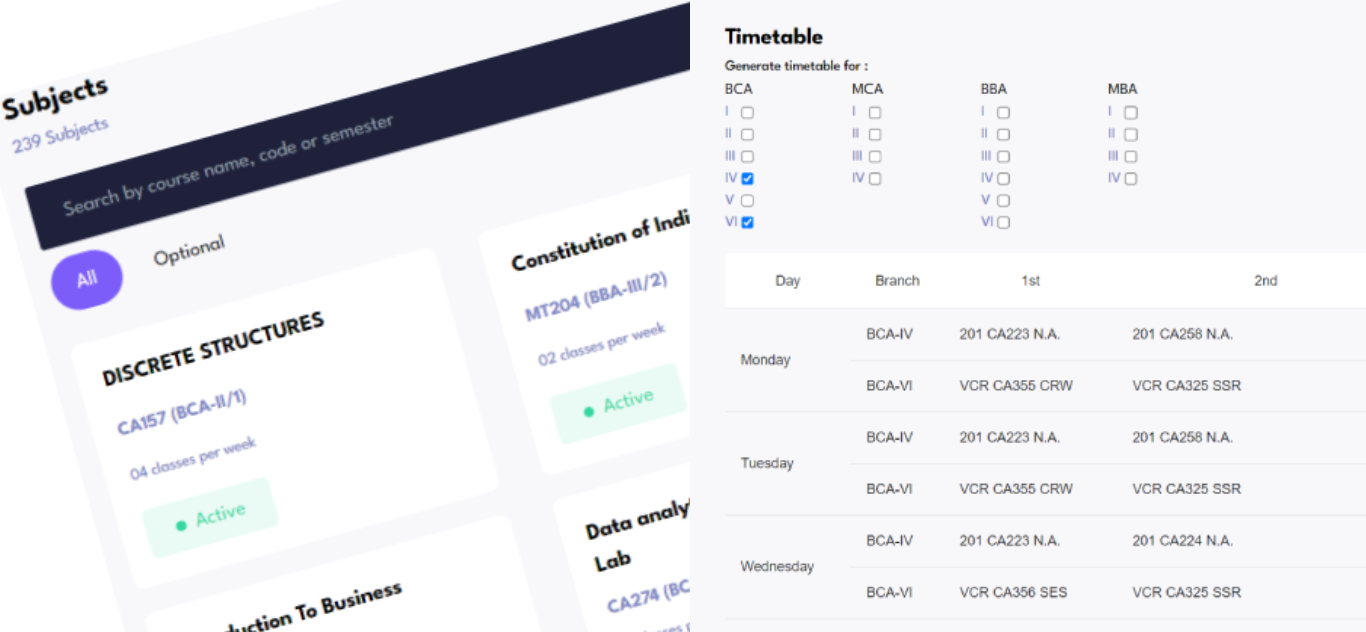 Subjects
239 Subjects
Search by course name, code or semester
All
Optional
DISCRETE STRUCTURES
CA157 (BCA-II/1)
04 classes per week
Active
Constitution of Indi
MT204 (BBA-III/2)
02 classes per week
Active
duction To Business
Data analy
Lab
CA274 (BC
Timetable
Generate timetable for :
BCA MCA BBA MBA
I I I I
II II II II
III III III III
IV IV IV IV
V V
VI VI
Day Branch 1st 2nd
Monday
BCA-IV 201 CA223 N.A. 201 CA258 N.A.
BCA-VI VCR CA355 CRW VCR CA325 SSR
Tuesday
BCA-IV 201 CA223 N.A. 201 CA258 N.A.
BCA-VI VCR CA355 CRW VCR CA325 SSR
Wednesday
BCA-IV 201 CA223 N.A. 201 CA224 N.A.
BCA-VI VCR CA356 SES VCR CA325 SSR